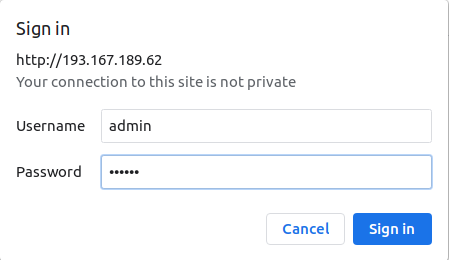 Sign in
http://193.167.189.62
Your connection to this site is not private
Username admin
Password ••••••
Cancel Sign in